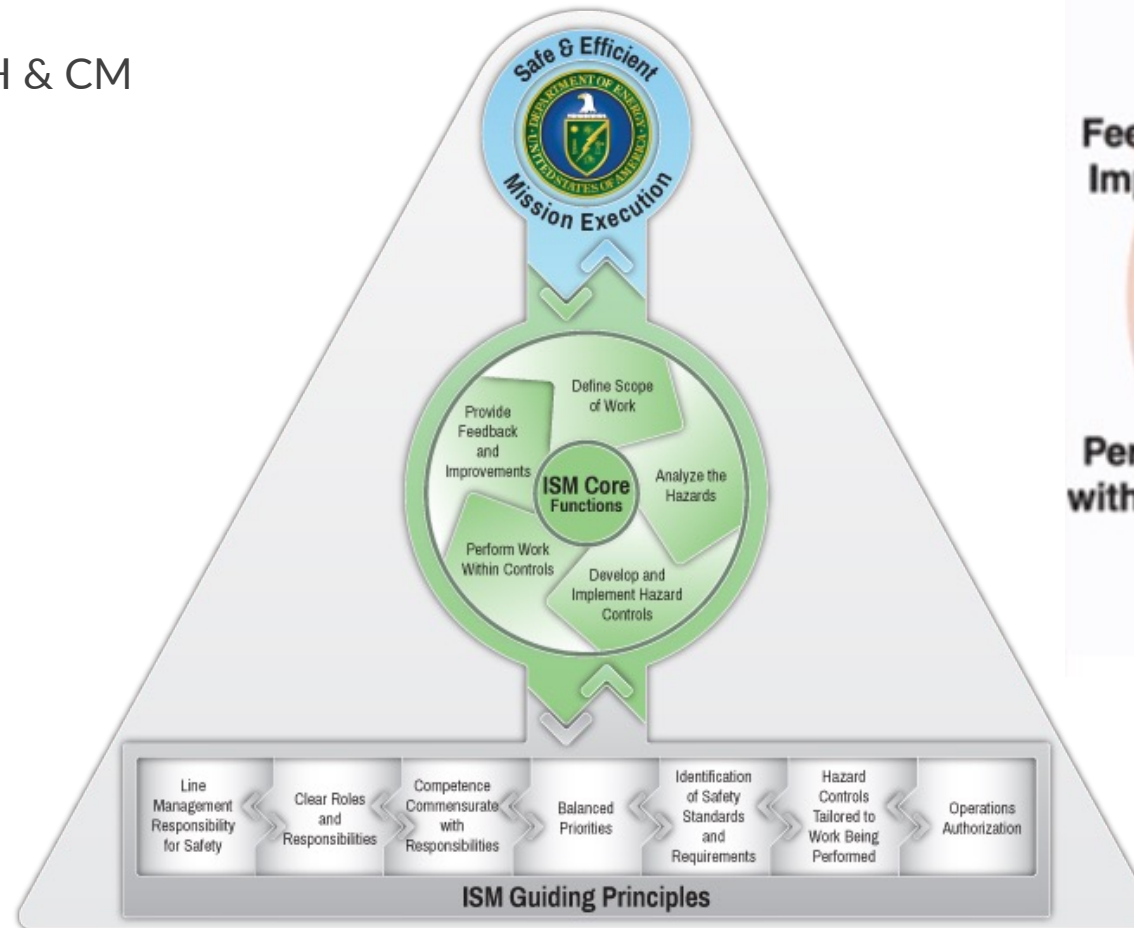 & CM
Safe & Efficient
DEPARTMENT OF ENERGY
UNITED STATES OF AMERICA
Mission Execution
Define Scope
of Work
Provide
Feedback
and
Improvements
ISM Core
Functions
Analyze the
Hazards
Perform Work
Within Controls
Develop and
Implement Hazard
Controls
with
Line
Management
Responsibility
for Safety
Clear Roles
and
Responsibilities
Competence
Commensurate
with
Responsibilities
Balanced
Priorities
Identification
of Safety
Standards
and
Requirements
Hazard
Controls
Tailored to
Work Being
Performed
Operations
Authorization
ISM Guiding Principles